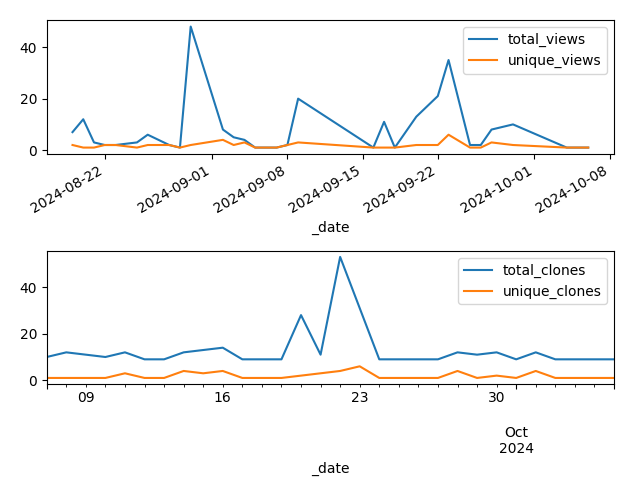 40
20
0
total_views
unique_views
2024-08-22
2024-09-01
2024-09-08
2024-09-15
2024-09-22
2024-10-01
2024-10-08
_date
40
20
0
total_clones
unique_clones
09 16 23 30
Oct
2024
_date